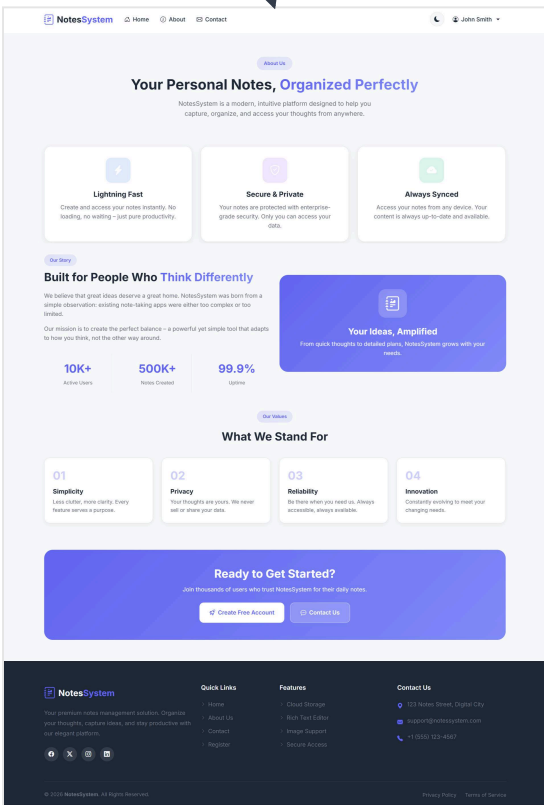 NotesSystem
Home
About
Contact
John Smith
About Us
Your Personal Notes, Organized Perfectly
NotesSystem is a modern, intuitive platform designed to help you
capture, organize, and access your thoughts from anywhere.
Lightning Fast
Create and access your notes instantly. No
loading, no waiting – just pure productivity.
Secure & Private
Your notes are protected with enterprise-
grade security. Only you can access your
data.
Always Synced
Access your notes from any device. Your
content is always up-to-date and available.
Our Story
Built for People Who Think Differently
We believe that great ideas deserve a great home. NotesSystem was born from a
simple observation: existing note-taking apps were either too complex or too
limited.
Our mission is to create the perfect balance – a powerful yet simple tool that adapts
to how you think, not the other way around.
10K+
Active Users
500K+
Notes Created
99.9%
Uptime
Your Ideas, Amplified
From quick thoughts to detailed plans, NotesSystem grows with your
needs.
Our Values
What We Stand For
01
Simplicity
Less clutter, more clarity. Every
feature serves a purpose.
02
Privacy
Your thoughts are yours. We never
sell or share your data.
03
Reliability
Be there when you need us. Always
accessible, always available.
04
Innovation
Constantly evolving to meet your
changing needs.
Ready to Get Started?
Join thousands of users who trust NotesSystem for their daily notes.
Create Free Account
Contact Us
NotesSystem
Your premium notes management solution. Organize
your thoughts, capture ideas, and stay productive with
our elegant platform.
Quick Links
Home
About Us
Contact
Register
Features
Cloud Storage
Rich Text Editor
Image Support
Secure Access
Contact Us
123 Notes Street, Digital City
support@notessystem.com
+1 (555) 123-4567
© 2026 NotesSystem. All Rights Reserved.
Privacy Policy
Terms of Service